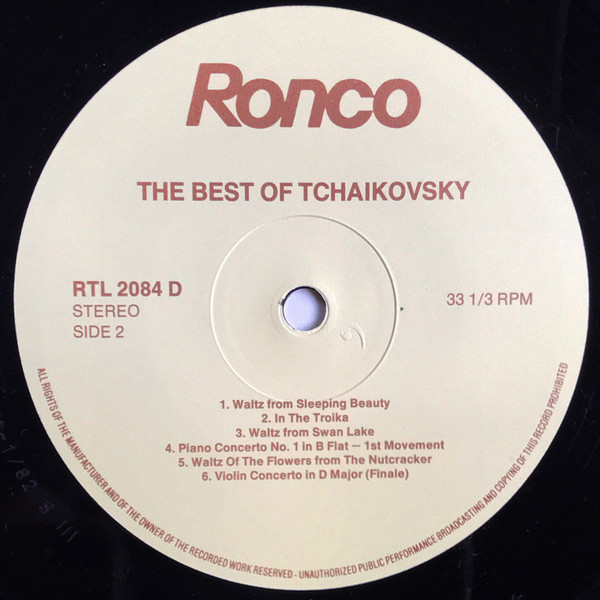 Ronco
THE BEST OF TCHAIKOVSKY
RTL 2084 D
STEREO
SIDE 2
33 1/3 RPM
1. Waltz from Sleeping Beauty
2. In The Troika
3. Waltz from Swan Lake
4. Piano Concerto No. 1 in B Flat — 1st Movement
5. Waltz Of The Flowers from The Nutcracker
6. Violin Concerto in D Major (Finale)
ALL RIGHTS OF THE MANUFACTURER AND OF THE OWNER OF THE RECORDED WORK RESERVED - UNAUTHORIZED PUBLIC PERFORMANCE BROADCASTING AND COPYING OF THIS RECORD PROHIBITED